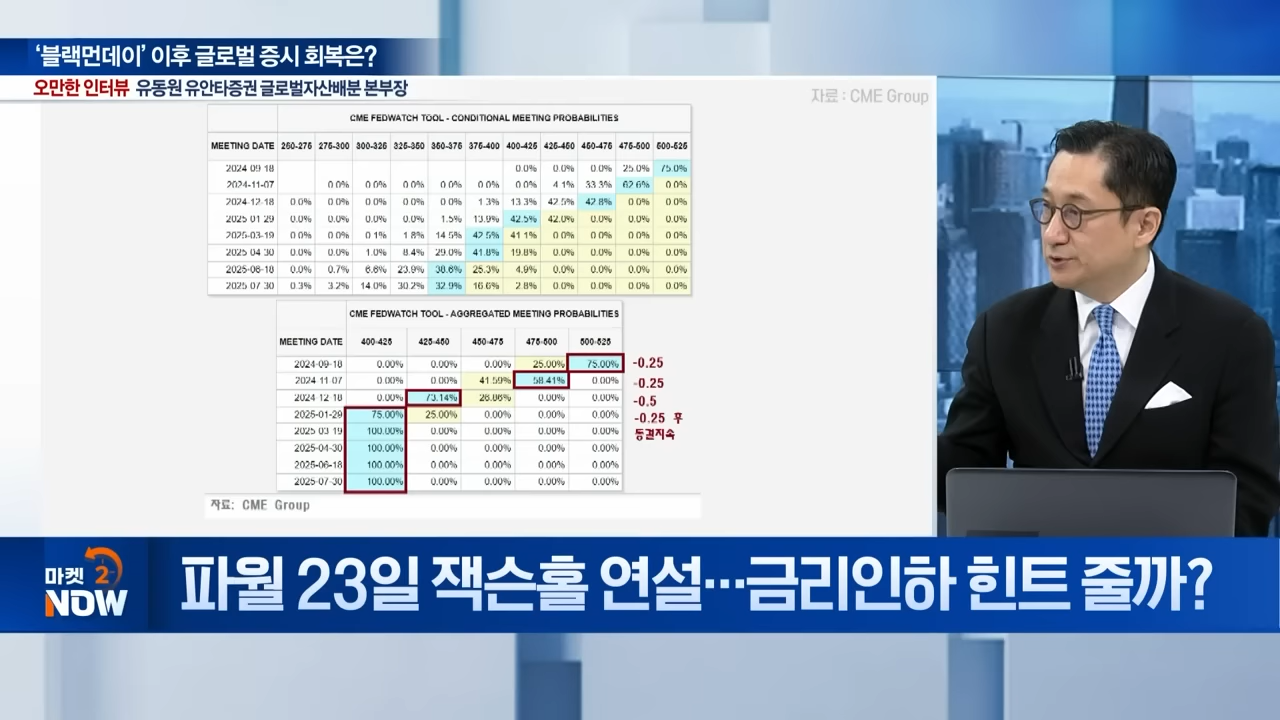 ‘블랙먼데이’ 이후 글로벌 증시 회복은?
오만한 인터뷰 유동원 유안타증권 글로벌자산배분 본부장
자료 : CME Group
CME FEDWATCH TOOL - CONDITIONAL MEETING PROBABILITIES
MEETING DATE 250-275 275-300 300-325 325-350 350-375 375-400 400-425 425-450 450-475 475-500 500-525
2024-09-18 0.0% 0.0% 0.0% 25.0% 75.0%
2024-11-07 0.0% 0.0% 0.0% 0.0% 0.0% 0.0% 4.1% 33.3% 62.6% 0.0%
2024-12-18 0.0% 0.0% 0.0% 0.0% 0.0% 1.3% 13.3% 42.5% 42.8% 0.0% 0.0%
2025-01-29 0.0% 0.0% 0.0% 0.0% 1.5% 13.9% 42.5% 42.0% 0.0% 0.0% 0.0%
2025-03-19 0.0% 0.0% 0.1% 1.8% 14.5% 42.5% 41.1% 0.0% 0.0% 0.0% 0.0%
2025-04-30 0.0% 0.0% 1.0% 8.4% 29.0% 41.8% 19.8% 0.0% 0.0% 0.0% 0.0%
2025-06-18 0.0% 0.7% 6.6% 23.9% 38.6% 25.3% 4.9% 0.0% 0.0% 0.0% 0.0%
2025-07-30 0.3% 3.2% 14.0% 30.2% 32.9% 16.6% 2.8% 0.0% 0.0% 0.0% 0.0%
CME FEDWATCH TOOL - AGGREGATED MEETING PROBABILITIES
MEETING DATE 400-425 425-450 450-475 475-500 500-525
2024-09-18 0.00% 0.00% 0.00% 25.00% 75.00% -0.25
2024-11-07 0.00% 0.00% 41.59% 58.41% 0.00% -0.25
2024-12-18 0.00% 73.14% 26.86% 0.00% 0.00% -0.5
2025-01-29 75.00% 25.00% 0.00% 0.00% 0.00% -0.25 후
2025-03-19 100.00% 0.00% 0.00% 0.00% 0.00% 동결지속
2025-04-30 100.00% 0.00% 0.00% 0.00% 0.00%
2025-06-18 100.00% 0.00% 0.00% 0.00% 0.00%
2025-07-30 100.00% 0.00% 0.00% 0.00% 0.00%
자료: CME Group
마켓 2
NOW
파월 23일 잭슨홀 연설…금리인하 힌트 줄까?